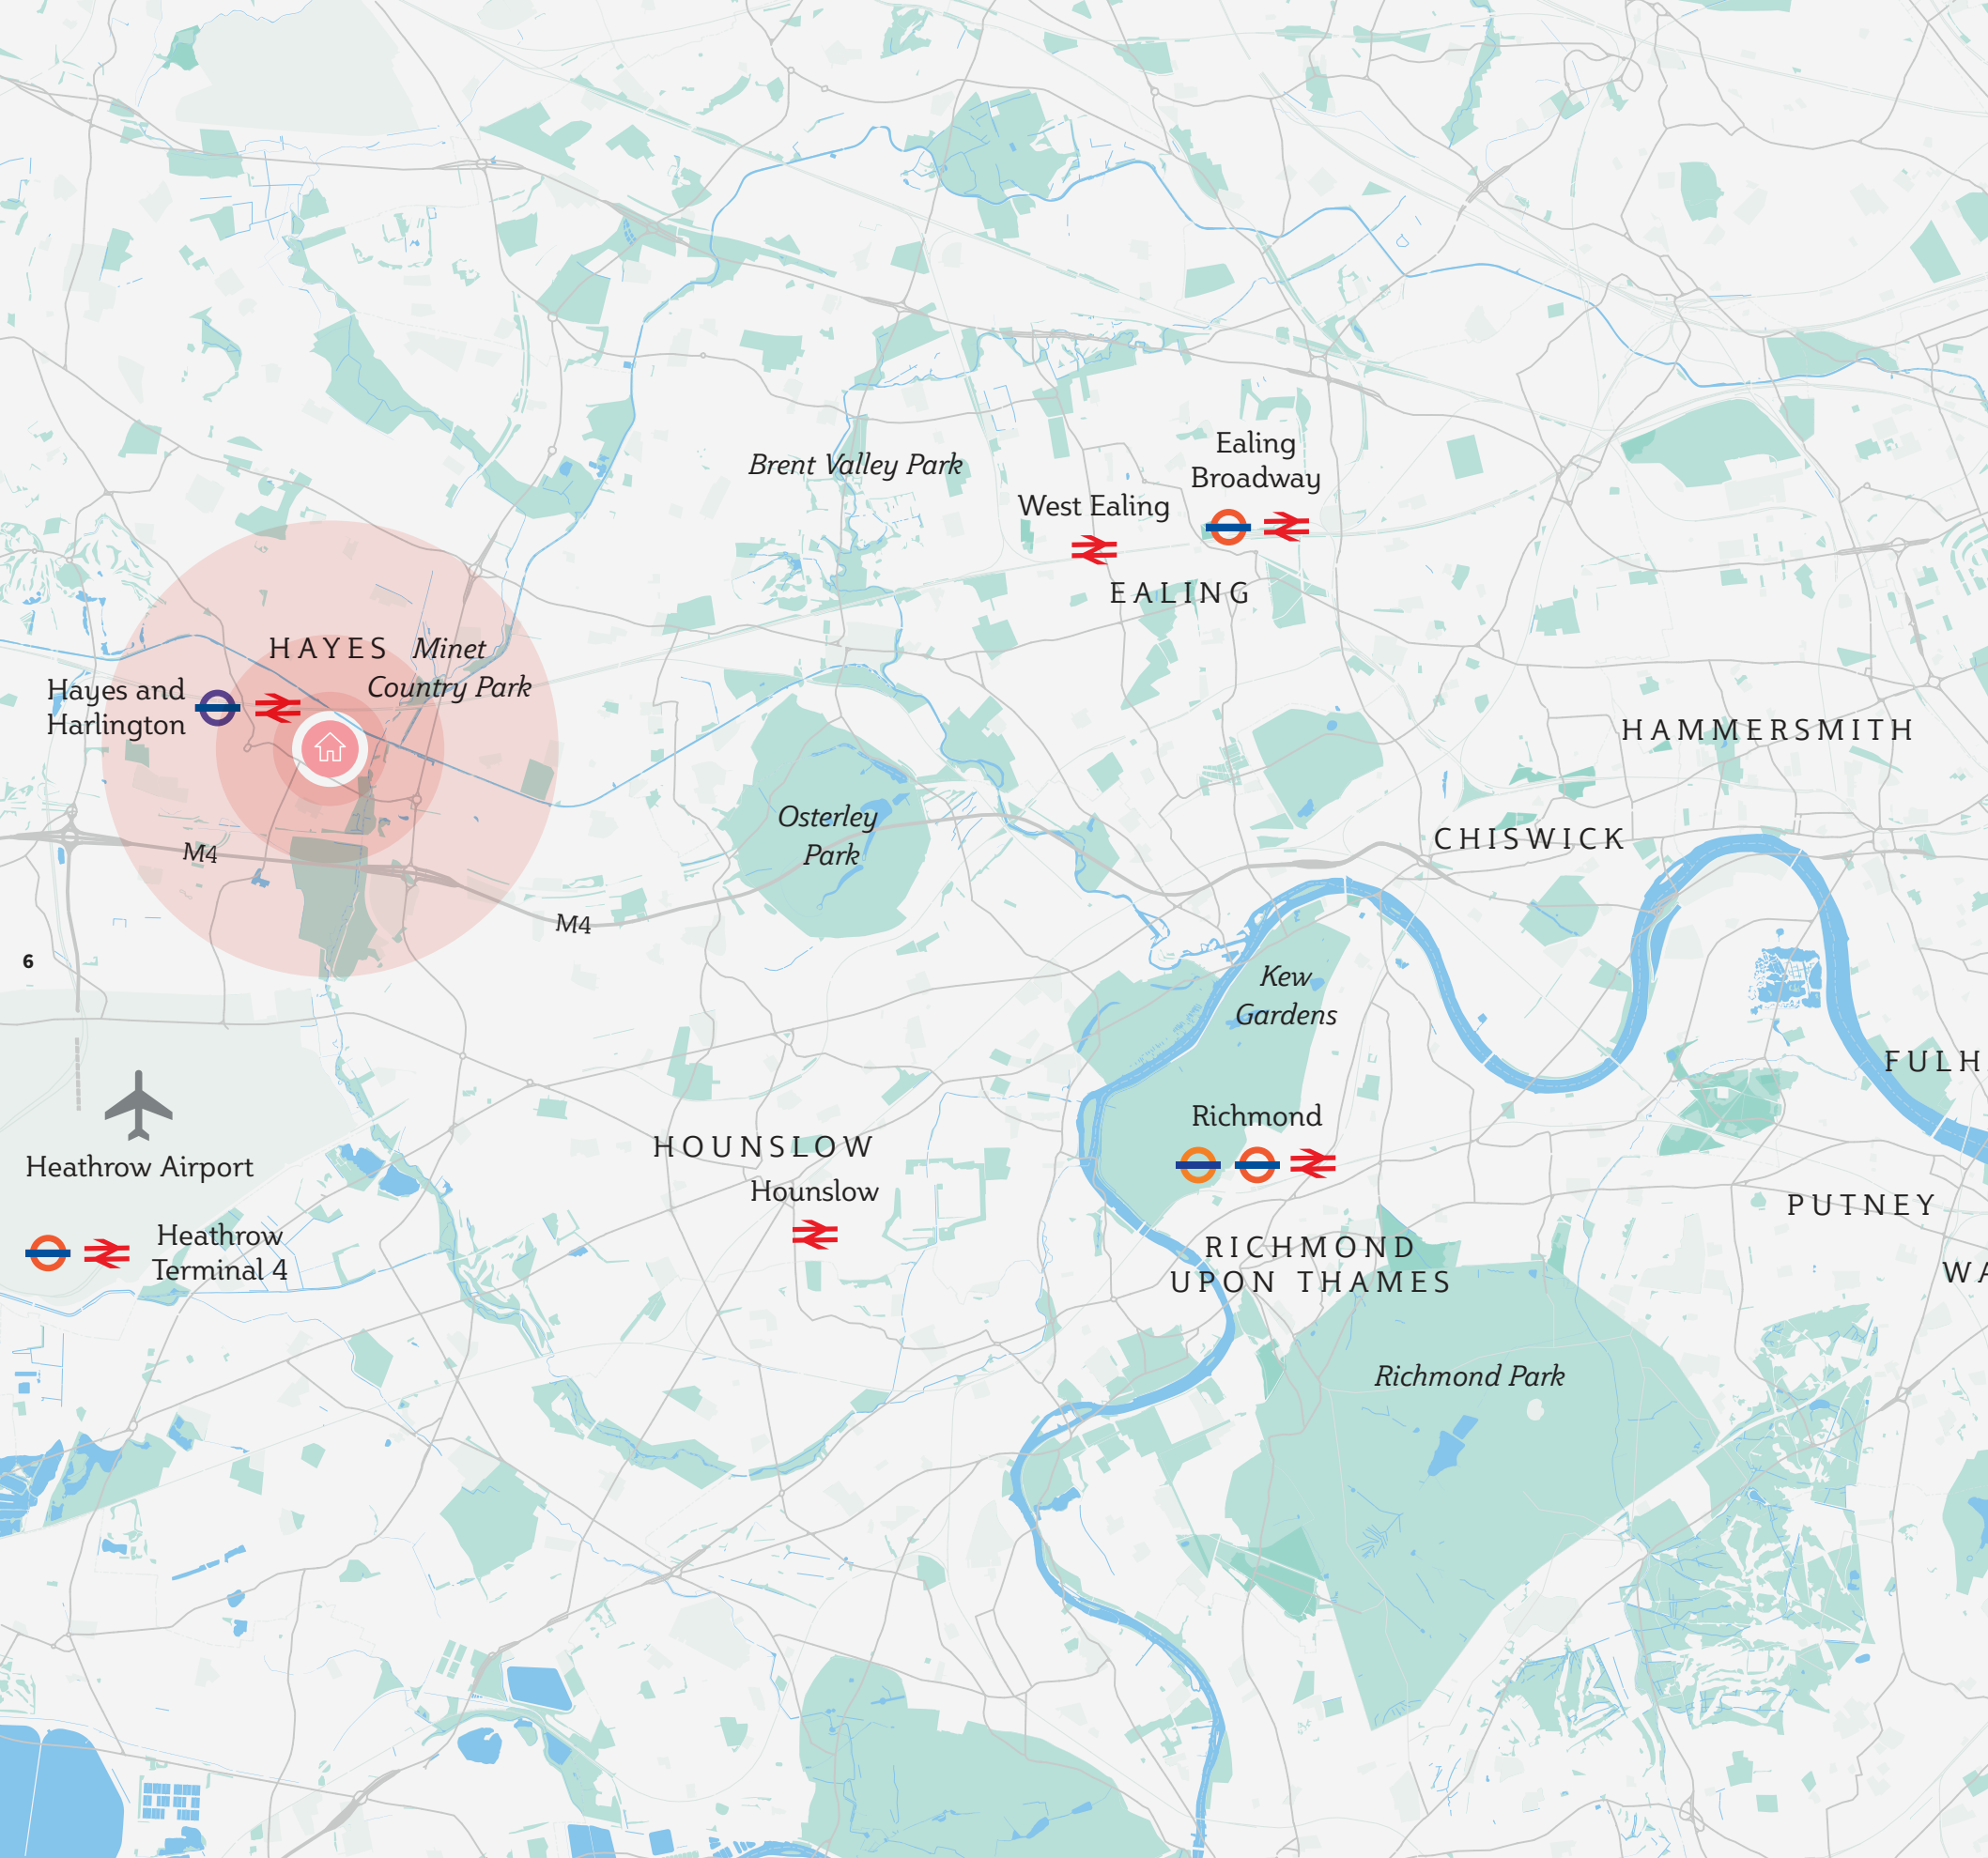 Ealing
Broadway
Brent Valley Park
West Ealing
EALING
HAYES
Minet
Country Park
Hayes and
Harlington
HAMMERSMITH
Osterley
Park
CHISWICK
M4
M4
6
Kew
Gardens
FULH
Richmond
HOUNSLOW
Heathrow Airport
Hounslow
PUTNEY
Heathrow
Terminal 4
RICHMOND
UPON THAMES
WA
Richmond Park